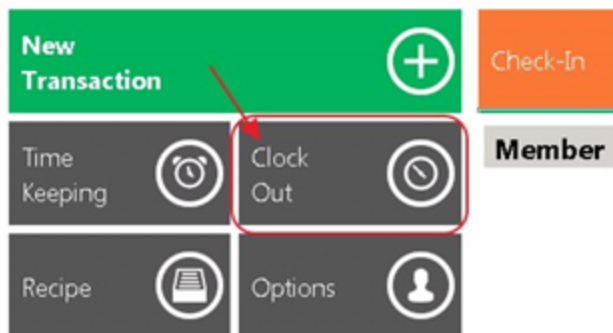 New
Transaction
Check-In
Time
Keeping
Clock
Out
Member
Recipe
Options